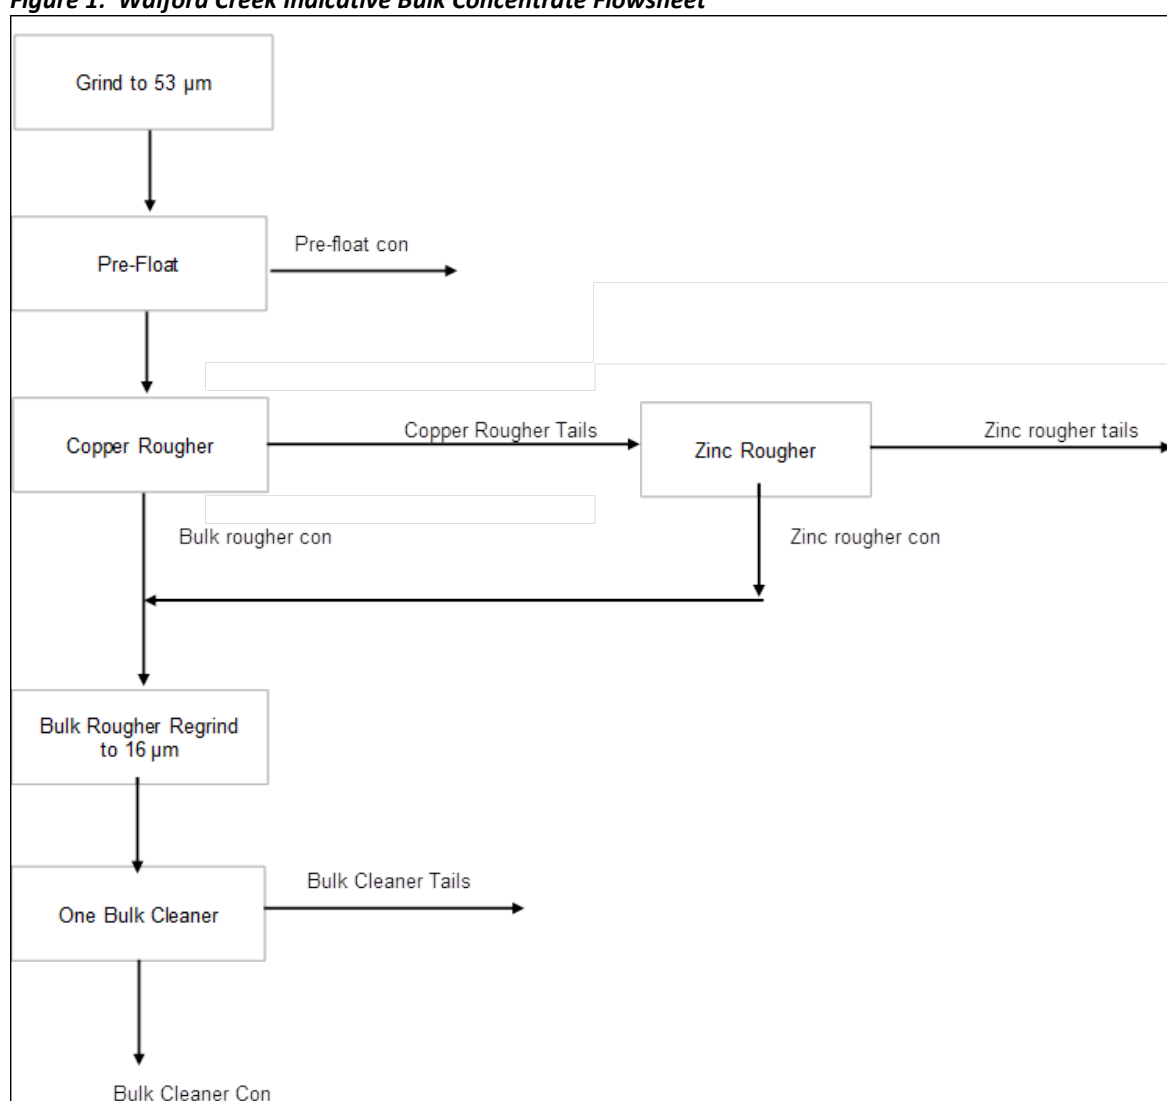 Figure 1: Walford Creek Indicative Bulk Concentrate Flowsheet
Grind to 53 µm
Pre-Float
Pre-float con
Copper Rougher
Copper Rougher Tails
Zinc Rougher
Zinc rougher tails
Bulk rougher con
Zinc rougher con
Bulk Rougher Regrind
to 16 µm
One Bulk Cleaner
Bulk Cleaner Tails
Bulk Cleaner Con